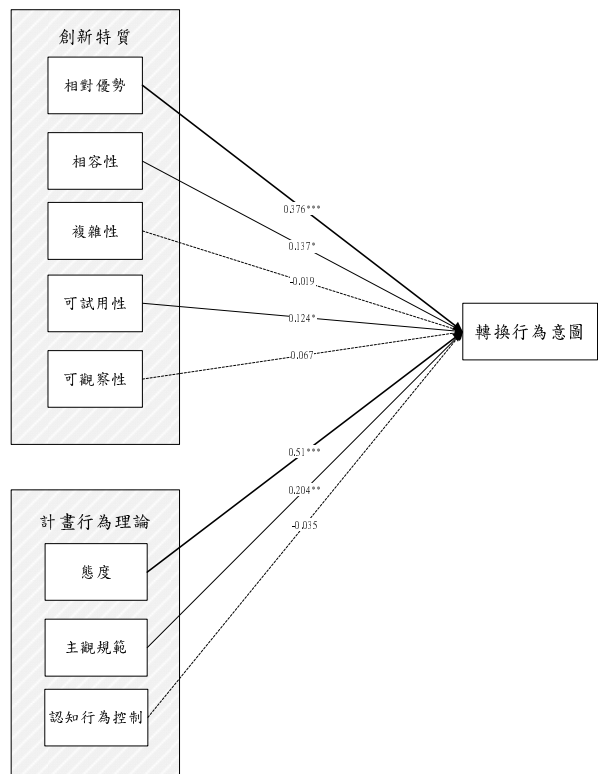 創新特質
相對優勢
相容性
複雜性
可試用性
可觀察性
0.376***
0.137*
-0.019
0.124*
0.067
轉換行為意圖
0.51***
0.204**
-0.035
計畫行為理論
態度
主觀規範
認知行為控制